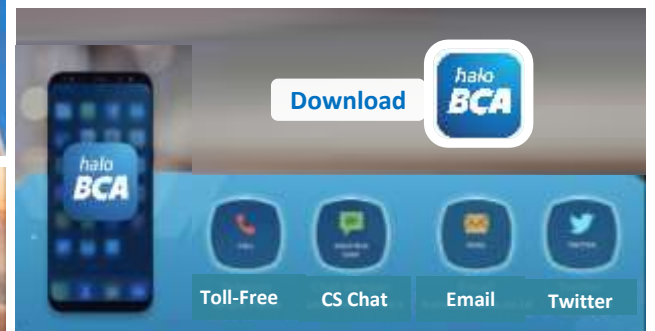 Download
halo
BCA
halo
BCA
Toll-Free
CS Chat
Email
Twitter